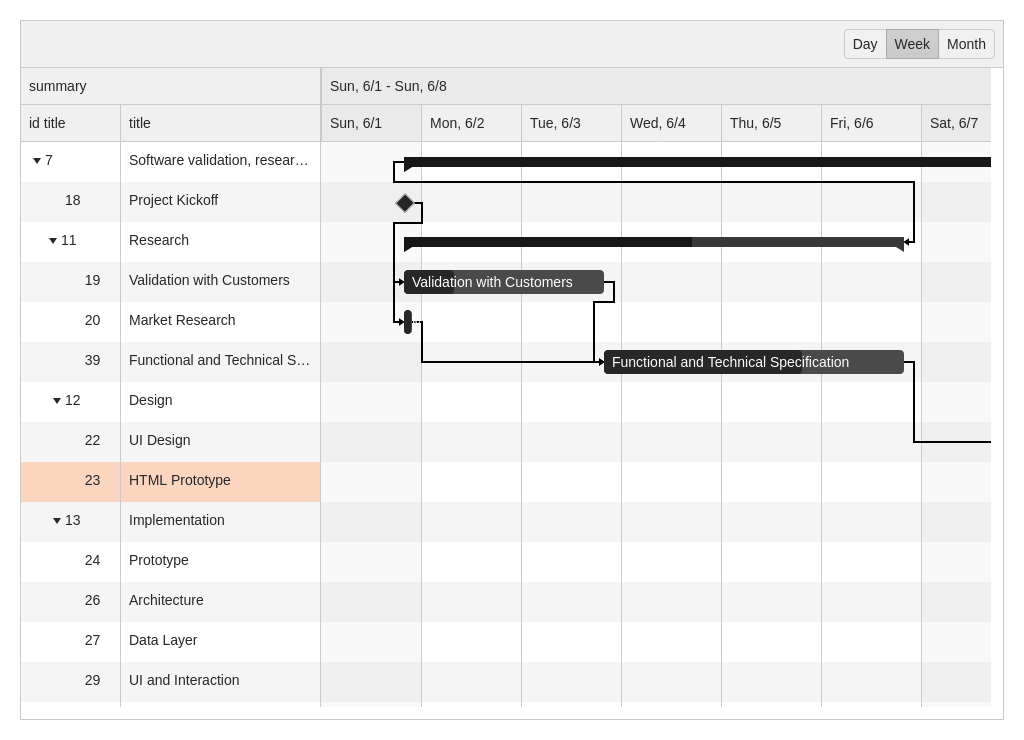 Day Week Month
summary Sun, 6/1 - Sun, 6/8
id title title Sun, 6/1 Mon, 6/2 Tue, 6/3 Wed, 6/4 Thu, 6/5 Fri, 6/6 Sat, 6/7
7 Software validation, resear…
18 Project Kickoff
11 Research
19 Validation with Customers Validation with Customers
20 Market Research
39 Functional and Technical S… Functional and Technical Specification
12 Design
22 UI Design
23 HTML Prototype
13 Implementation
24 Prototype
26 Architecture
27 Data Layer
29 UI and Interaction